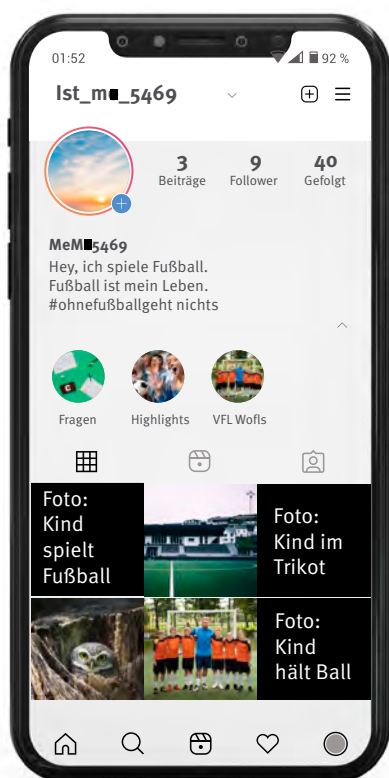 01:52 92 %
Ist_m■_5469
3 9 40
Beiträge Follower Gefolgt
MeM■5469
Hey, ich spiele Fußball.
Fußball ist mein Leben.
#ohnefußballgeht nichts
Fragen Highlights VFL Wofls
Foto:
Kind
spielt
Fußball
Foto:
Kind im
Trikot
Foto:
Kind
hält Ball